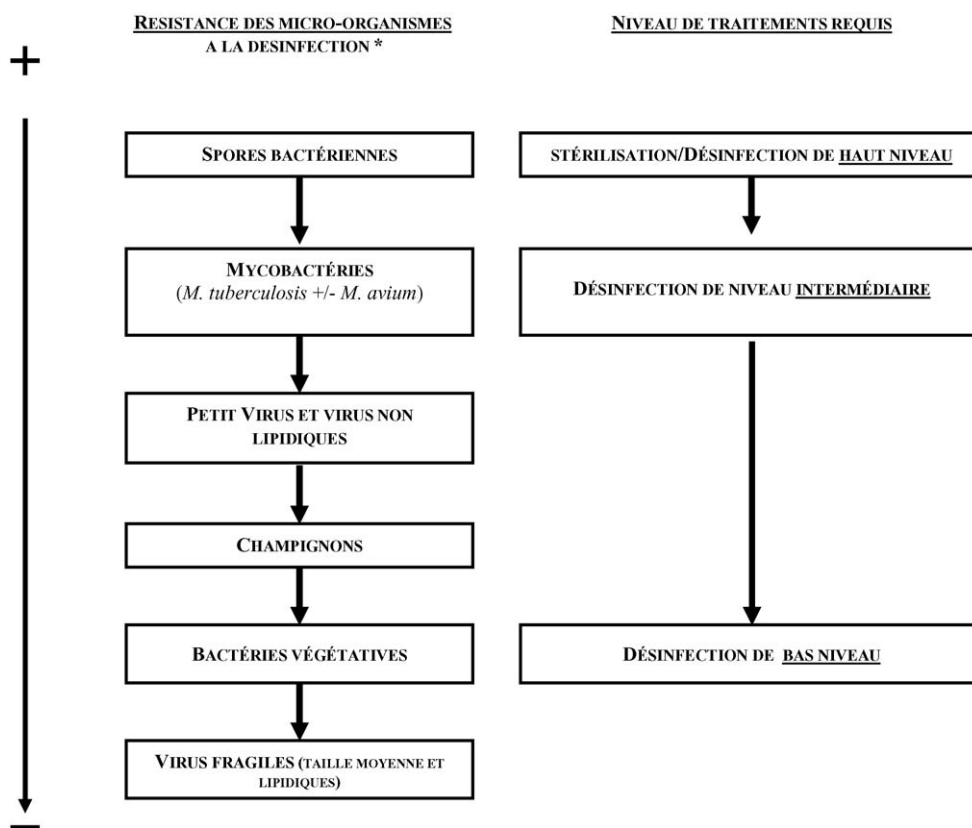 RESISTANCE DES MICRO-ORGANISMES
A LA DESINFECTION *
NIVEAU DE TRAITEMENTS REQUIS
+
SPORES BACTÉRIENNES
STÉRILISATION/DÉSINFECTION DE HAUT NIVEAU
MYCOBACTÉRIES
(M. tuberculosis +/- M. avium)
DÉSINFECTION DE NIVEAU INTERMÉDIAIRE
PETIT VIRUS ET VIRUS NON
LIPIDIQUES
CHAMPIGNONS
BACTÉRIES VÉGÉTATIVES
DÉSINFECTION DE BAS NIVEAU
VIRUS FRAGILES (TAILLE MOYENNE ET
LIPIDIQUES)
–